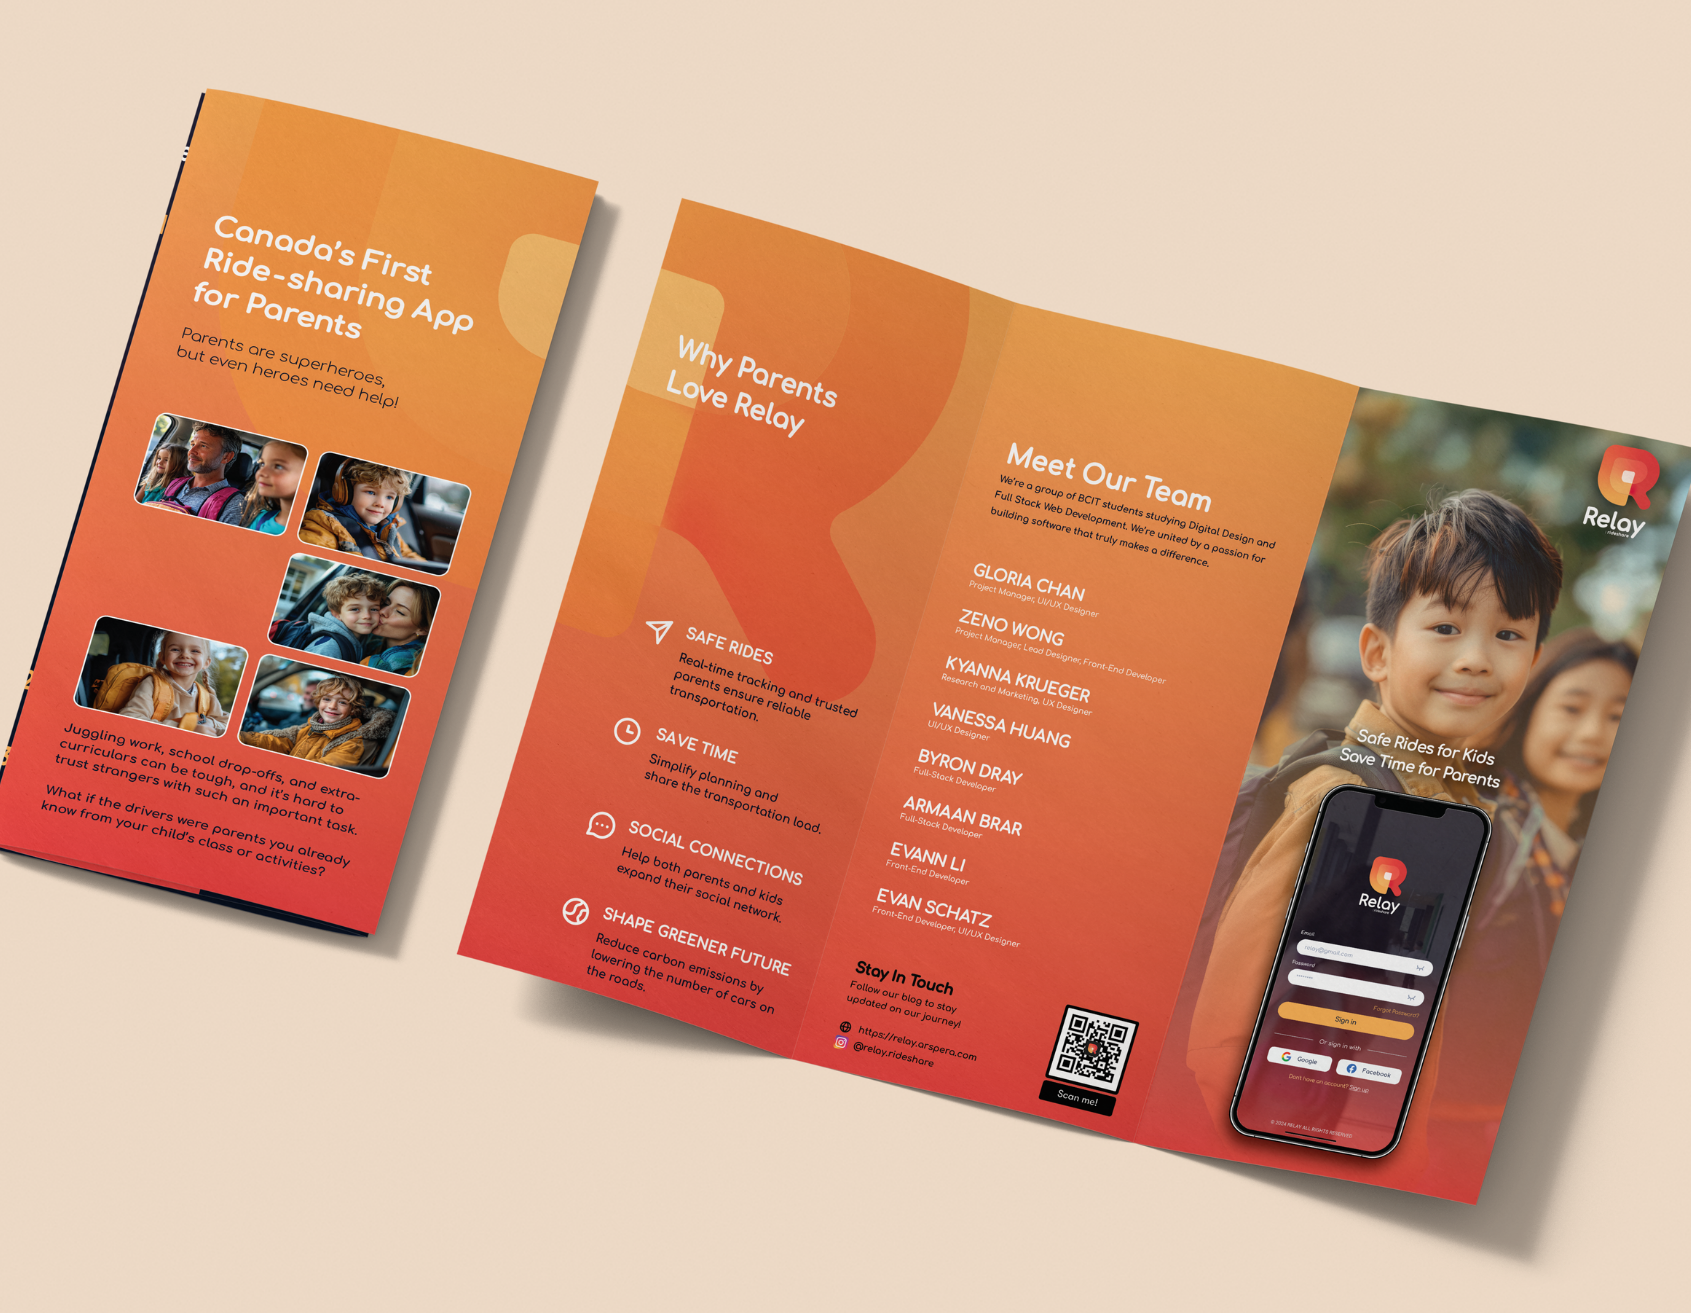 Canada's First
Ride-sharing App
for Parents
Parents are superheroes,
but even heroes need help!
Juggling work, school drop-offs, and extra-
curriculars can be tough, and it's hard to
trust strangers with such an important task.
What if the drivers were parents you already
know from your child's class or activities?
Why Parents
Love Relay
SAFE RIDES
Real-time tracking and trusted
parents ensure reliable
transportation.
SAVE TIME
Simplify planning and
share the transportation load.
SOCIAL CONNECTIONS
Help both parents and kids
expand their social network.
SHAPE GREENER FUTURE
Reduce carbon emissions by
lowering the number of cars on
the roads.
Meet Our Team
We're a group of BCIT students studying Digital Design and
Full Stack Web Development. We're united by a passion for
building software that truly makes a difference.
GLORIA CHAN
Project Manager, UI/UX Designer
ZENO WONG
Project Manager, Lead Designer, Front-End Developer
KYANNA KRUEGER
Research and Marketing, UX Designer
VANESSA HUANG
UI/UX Designer
BYRON DRAY
Full-Stack Developer
ARMAAN BRAR
Full-Stack Developer
EVANN LI
Front-End Developer
EVAN SCHATZ
Front-End Developer, UI/UX Designer
Stay In Touch
Follow our blog to stay
updated on our journey!
https://relay.arspera.com
@relay.rideshare
Scan me!
Relay
rideshare
Safe Rides for Kids
Save Time for Parents
Relay
rideshare
Email
relay@gmail.com
Password
Forgot Password?
Sign in
Or sign in with
Google
Facebook
Don't have an account? Sign up
© 2024 RELAY ALL RIGHTS RESERVED